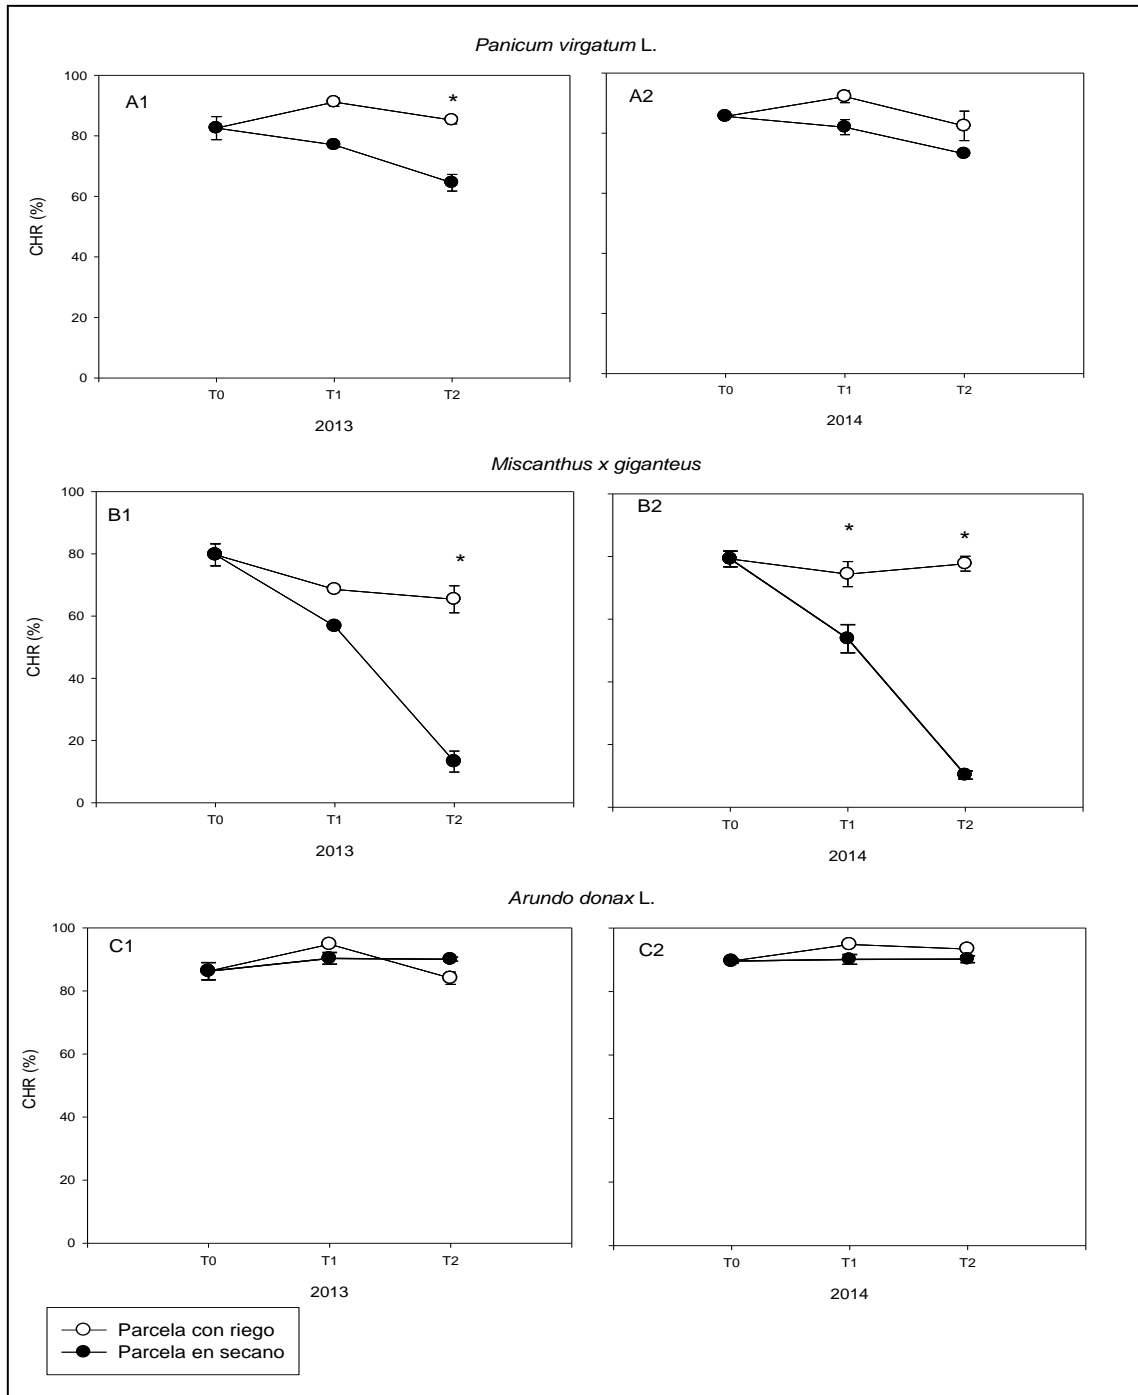 Panicum virgatum L.
A1
*
A2
100
80
60
40
20
0
CHR (%)
T0 T1 T2
T0 T1 T2
2013
2014
Miscanthus x giganteus
B1
*
B2
*
*
100
80
60
40
20
0
CHR (%)
T0 T1 T2
T0 T1 T2
2013
2014
Arundo donax L.
C1
C2
100
80
60
40
20
0
CHR (%)
T0 T1 T2
T0 T1 T2
2013
2014
Parcela con riego
Parcela en secano